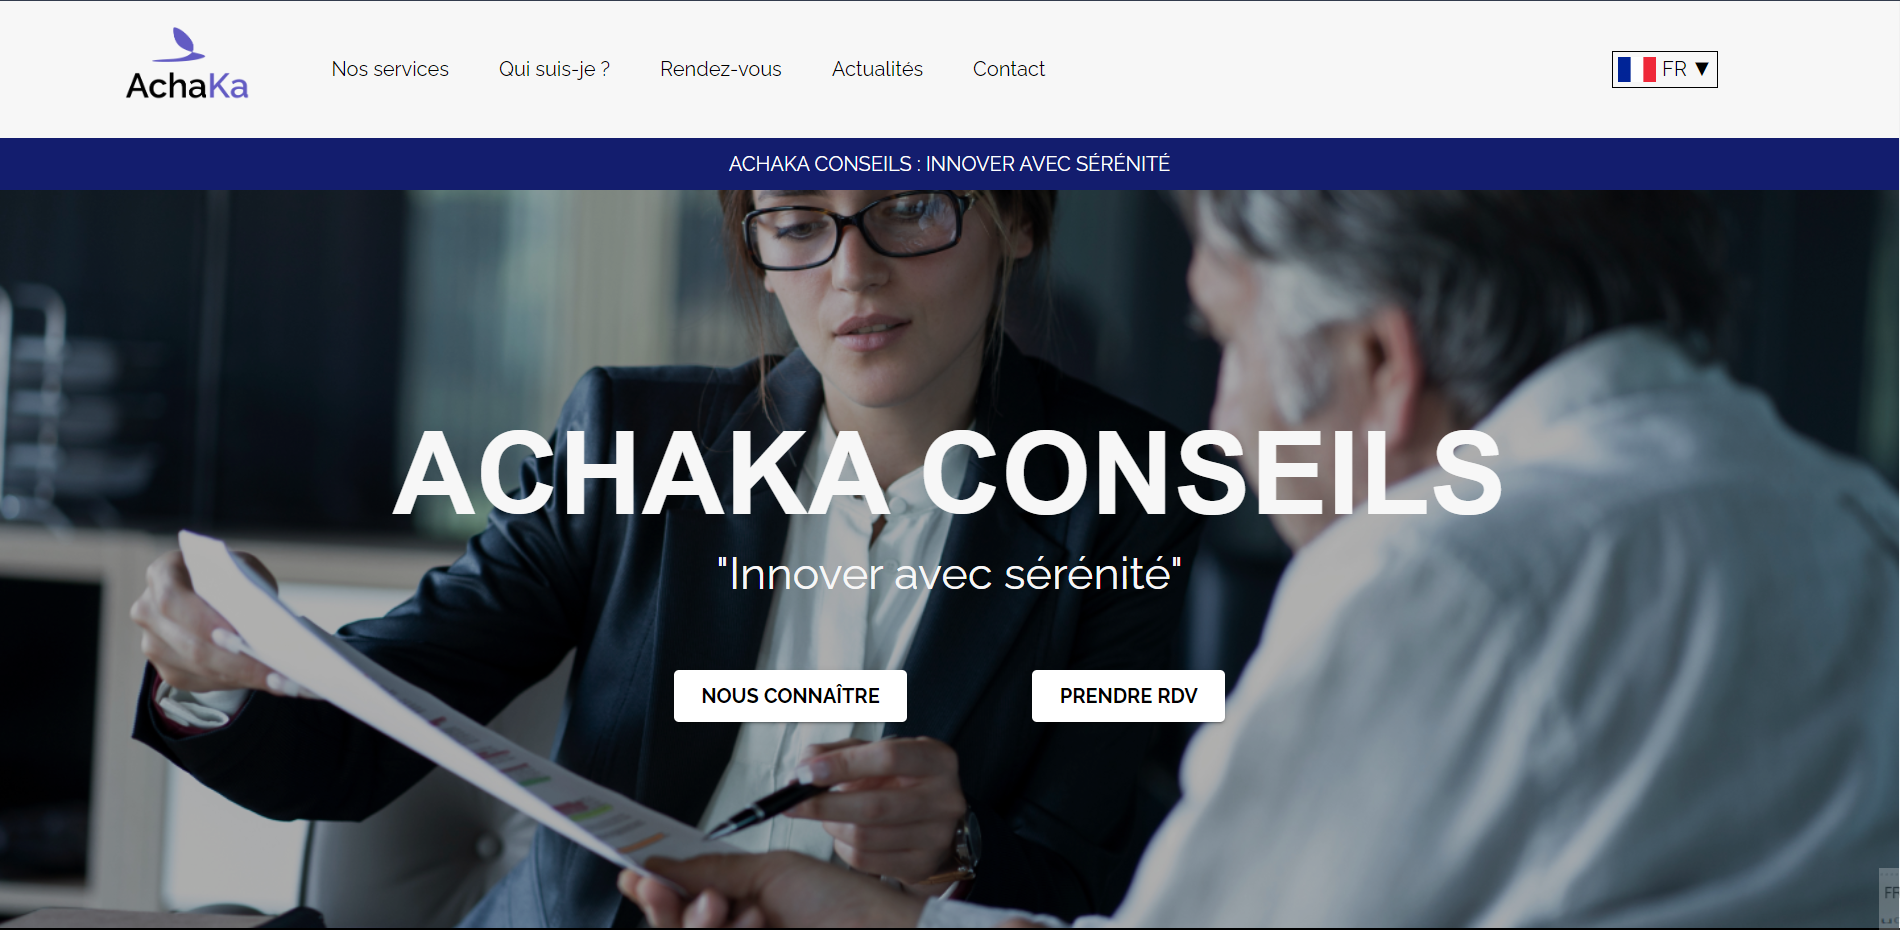 AchaKa
Nos services
Qui suis-je ?
Rendez-vous
Actualités
Contact
FR ▼
ACHAKA CONSEILS : INNOVER AVEC SÉRÉNITÉ
ACHAKA CONSEILS
"Innover avec sérénité"
NOUS CONNAÎTRE
PRENDRE RDV